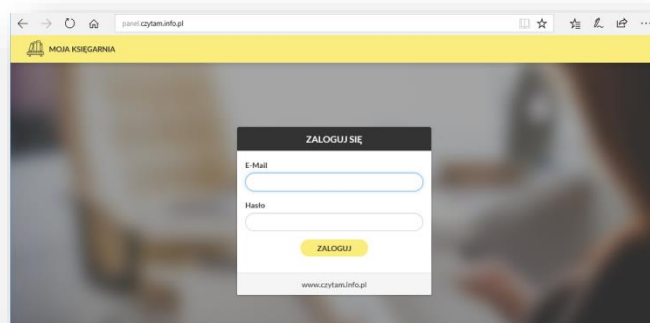 panel.czytam.info.pl
MOJA KSIĘGARNIA
ZALOGUJ SIĘ
E-Mail
Hasło
ZALOGUJ
www.czytam.info.pl